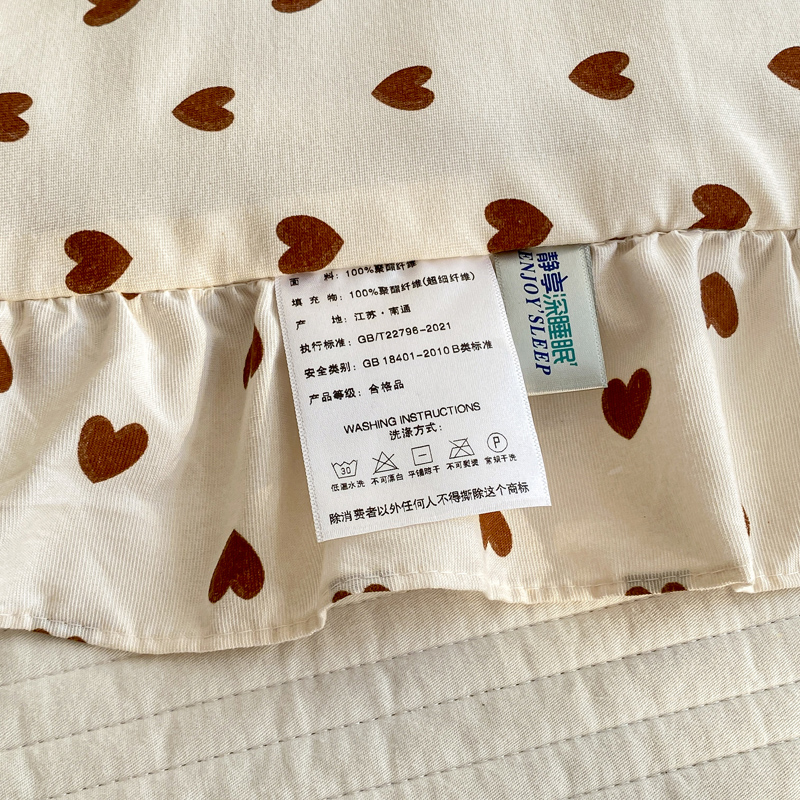 面 料：100%聚酯纤维
填 充 物：100%聚酯纤维(超细纤维)
产 地：江苏·南通
执行标准：GB/T22796-2021
安全类别：GB 18401-2010 B类标准
产品等级：合格品
WASHING INSTRUCTIONS
洗涤方式：
30 P
低温水洗 不可漂白 平铺晾干 不可熨烫 常规干洗
除消费者以外任何人不得撕除这个商标
静享深睡眠
ENJOY'SLEEP